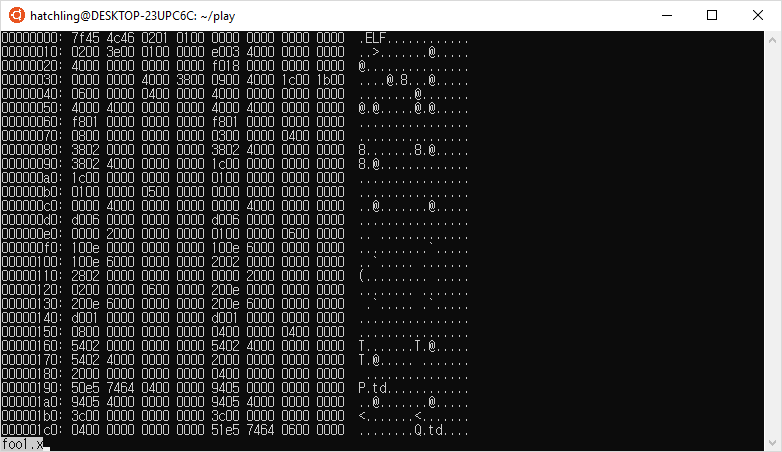 hatchling@DESKTOP-23UPC6C: ~/play
00000000: 7f45 4c46 0201 0100 0000 0000 0000 0000 .ELF............
00000010: 0200 3e00 0100 0000 e003 4000 0000 0000 ..>.......@.....
00000020: 4000 0000 0000 0000 f018 0000 0000 0000 @...............
00000030: 0000 0000 4000 3800 0900 4000 1c00 1b00 ....@.8...@.....
00000040: 0600 0000 0400 0000 4000 0000 0000 0000 ........@.......
00000050: 4000 4000 0000 0000 4000 4000 0000 0000 @.@.....@.@.....
00000060: f801 0000 0000 0000 f801 0000 0000 0000 ................
00000070: 0800 0000 0000 0000 0300 0000 0400 0000 ................
00000080: 3802 0000 0000 0000 3802 4000 0000 0000 8.......8.@.....
00000090: 3802 4000 0000 0000 1c00 0000 0000 0000 8.@.............
000000a0: 1c00 0000 0000 0000 0100 0000 0000 0000 ................
000000b0: 0100 0000 0500 0000 0000 0000 0000 0000 ................
000000c0: 0000 4000 0000 0000 0000 4000 0000 0000 ..@.......@.....
000000d0: d006 0000 0000 0000 d006 0000 0000 0000 ................
000000e0: 0000 2000 0000 0000 0100 0000 0600 0000 .. .............
000000f0: 100e 0000 0000 0000 100e 6000 0000 0000 ..........`.....
00000100: 100e 6000 0000 0000 2002 0000 0000 0000 ..`..... .......
00000110: 2802 0000 0000 0000 0000 2000 0000 0000 (......... .....
00000120: 0200 0000 0600 0000 200e 0000 0000 0000 ........ .......
00000130: 200e 6000 0000 0000 200e 6000 0000 0000  .`..... .`.....
00000140: d001 0000 0000 0000 d001 0000 0000 0000 ................
00000150: 0800 0000 0000 0000 0400 0000 0400 0000 ................
00000160: 5402 0000 0000 0000 5402 4000 0000 0000 T.......T.@.....
00000170: 5402 4000 0000 0000 2000 0000 0000 0000 T.@..... .......
00000180: 2000 0000 0000 0000 0400 0000 0000 0000  ...............
00000190: 50e5 7464 0400 0000 9405 0000 0000 0000 P.td............
000001a0: 9405 4000 0000 0000 9405 4000 0000 0000 ..@.......@.....
000001b0: 3c00 0000 0000 0000 3c00 0000 0000 0000 <.......<.......
000001c0: 0400 0000 0000 0000 51e5 7464 0600 0000 ........Q.td....
fool.x